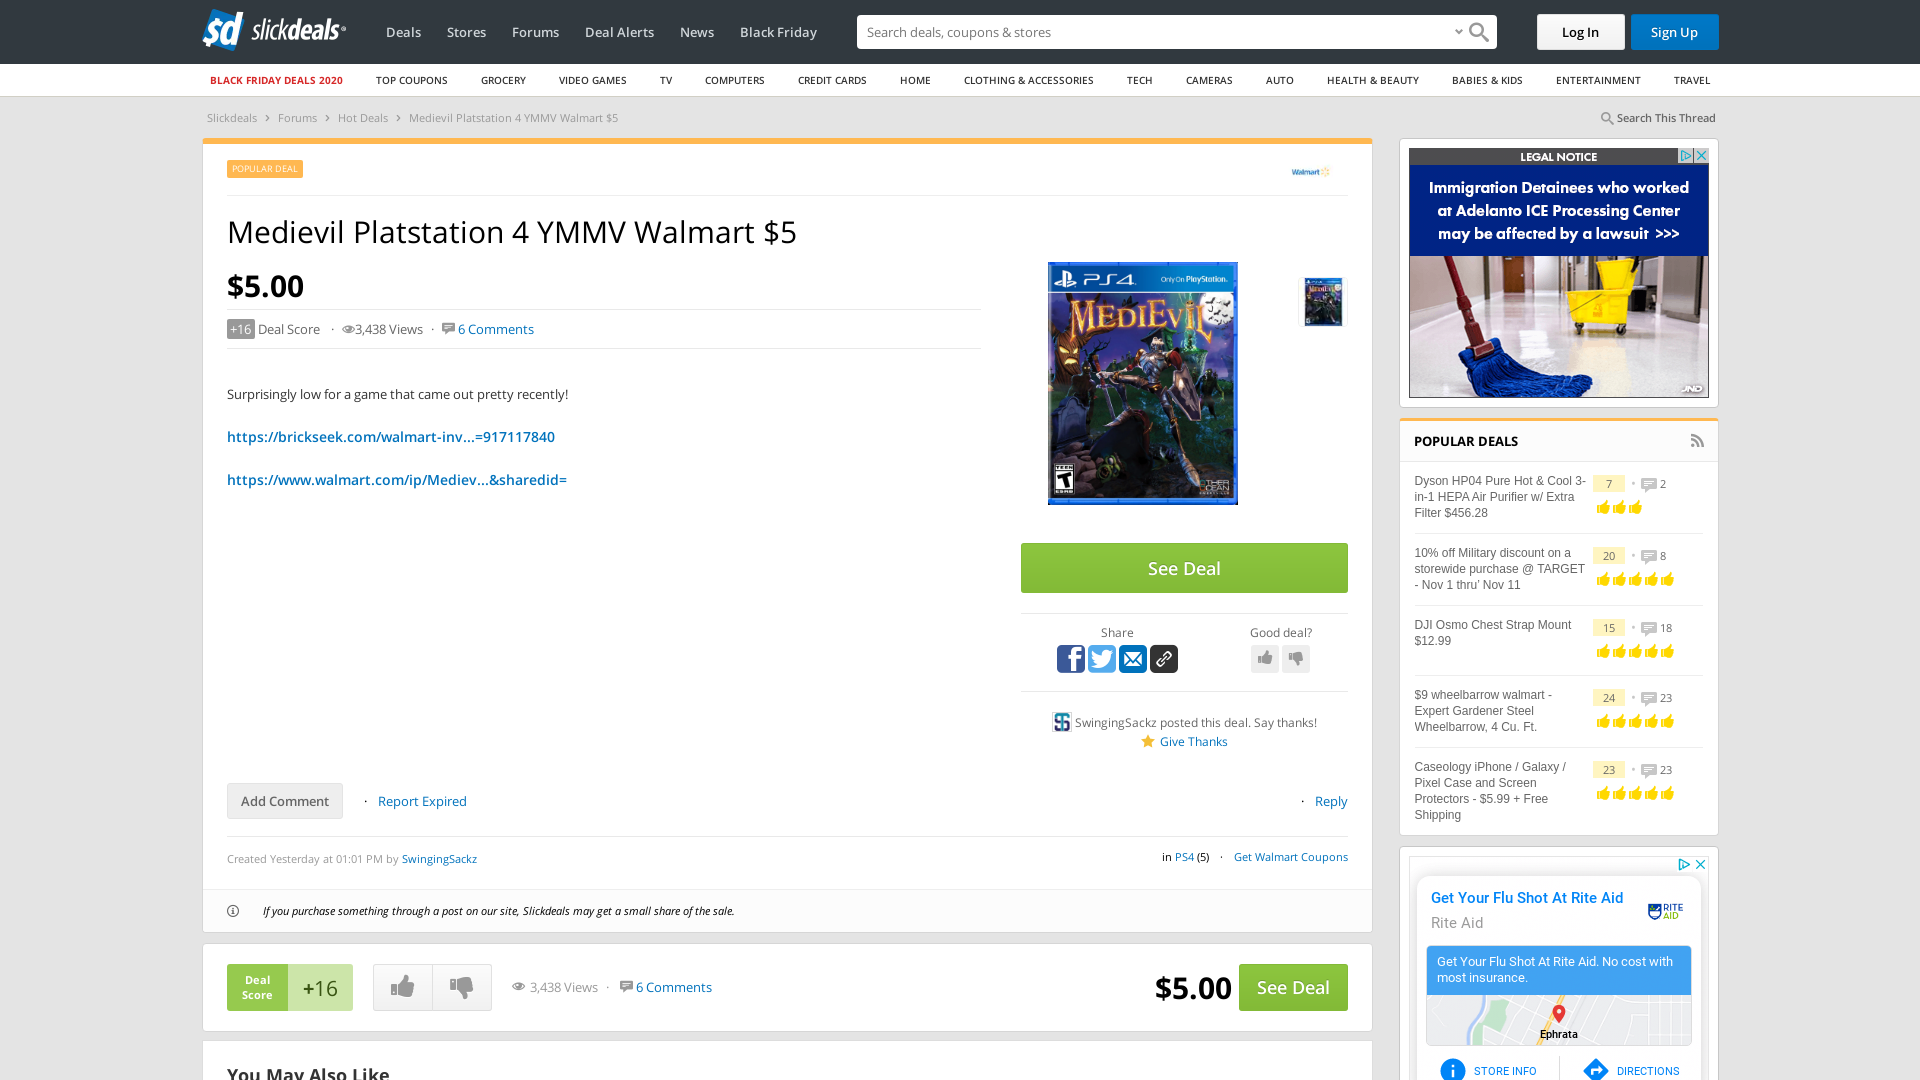 slickdeals
Deals
Stores
Forums
Deal Alerts
News
Black Friday
Search deals, coupons & stores
Log In
Sign Up
BLACK FRIDAY DEALS 2020
TOP COUPONS
GROCERY
VIDEO GAMES
TV
COMPUTERS
CREDIT CARDS
HOME
CLOTHING & ACCESSORIES
TECH
CAMERAS
AUTO
HEALTH & BEAUTY
BABIES & KIDS
ENTERTAINMENT
TRAVEL
Slickdeals › Forums › Hot Deals › Medievil Platstation 4 YMMV Walmart $5
Search This Thread
POPULAR DEAL
Walmart
Medievil Platstation 4 YMMV Walmart $5
$5.00
+16 Deal Score · 3,438 Views · 6 Comments
Surprisingly low for a game that came out pretty recently!
https://brickseek.com/walmart-inv...=917117840
https://www.walmart.com/ip/Mediev...&sharedid=
PS4
Only On PlayStation.
MEDIEVIL
See Deal
Share
Good deal?
SwingingSackz posted this deal. Say thanks!
Give Thanks
Add Comment
· Report Expired
· Reply
Created Yesterday at 01:01 PM by SwingingSackz
in PS4 (5) · Get Walmart Coupons
If you purchase something through a post on our site, Slickdeals may get a small share of the sale.
Deal
Score
+16
3,438 Views · 6 Comments
$5.00
See Deal
You May Also Like
LEGAL NOTICE
Immigration Detainees who worked
at Adelanto ICE Processing Center
may be affected by a lawsuit >>>
JND
POPULAR DEALS
Dyson HP04 Pure Hot & Cool 3-
in-1 HEPA Air Purifier w/ Extra
Filter $456.28
7 • 2
10% off Military discount on a
storewide purchase @ TARGET
- Nov 1 thru' Nov 11
20 • 8
DJI Osmo Chest Strap Mount
$12.99
15 • 18
$9 wheelbarrow walmart -
Expert Gardener Steel
Wheelbarrow, 4 Cu. Ft.
24 • 23
Caseology iPhone / Galaxy /
Pixel Case and Screen
Protectors - $5.99 + Free
Shipping
23 • 23
Get Your Flu Shot At Rite Aid
Rite Aid
RITE
AID
Get Your Flu Shot At Rite Aid. No cost with
most insurance.
Ephrata
STORE INFO
DIRECTIONS